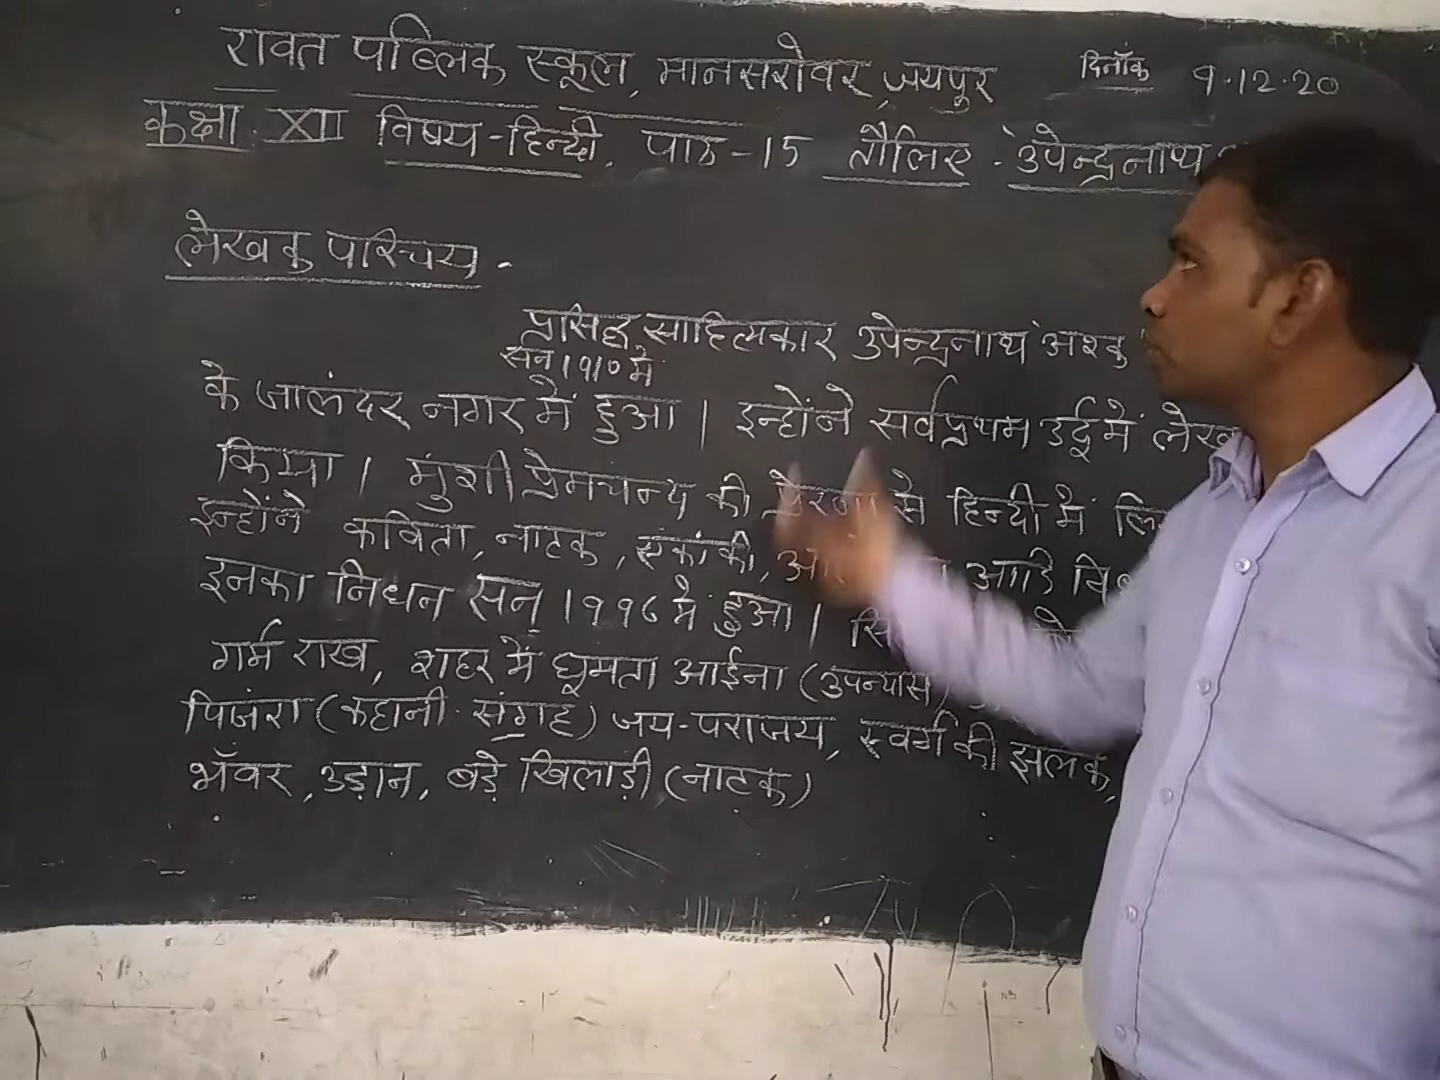 रावत पब्लिक स्कूल, मानसरोवर, जयपुर दिनाँक 9.12.20
कक्षा. XII विषय-हिन्दी, पाठ-15 तौलिए - उपेन्द्रनाथ
लेखक परिचय -
प्रसिद्ध साहित्यकार उपेन्द्रनाथ अश्क
सन 1910 में
के जालंदर नगर में हुआ। इन्होंने सर्वप्रथम उर्दू में
किया। मुंशी प्रेमचन्द की प्रेरणा से हिन्दी में
इन्होंने कविता, नाटक, एकांकी, आदि
इनका निधन सन् 1996 में हुआ।
गर्म राख, शहर में घूमता आईना (उपन्यास)
पिजंरा (कहानी संग्रह) जय-पराजय, स्वर्ग की झलक,
भँवर, उड़ान, बड़े खिलाड़ी (नाटक)